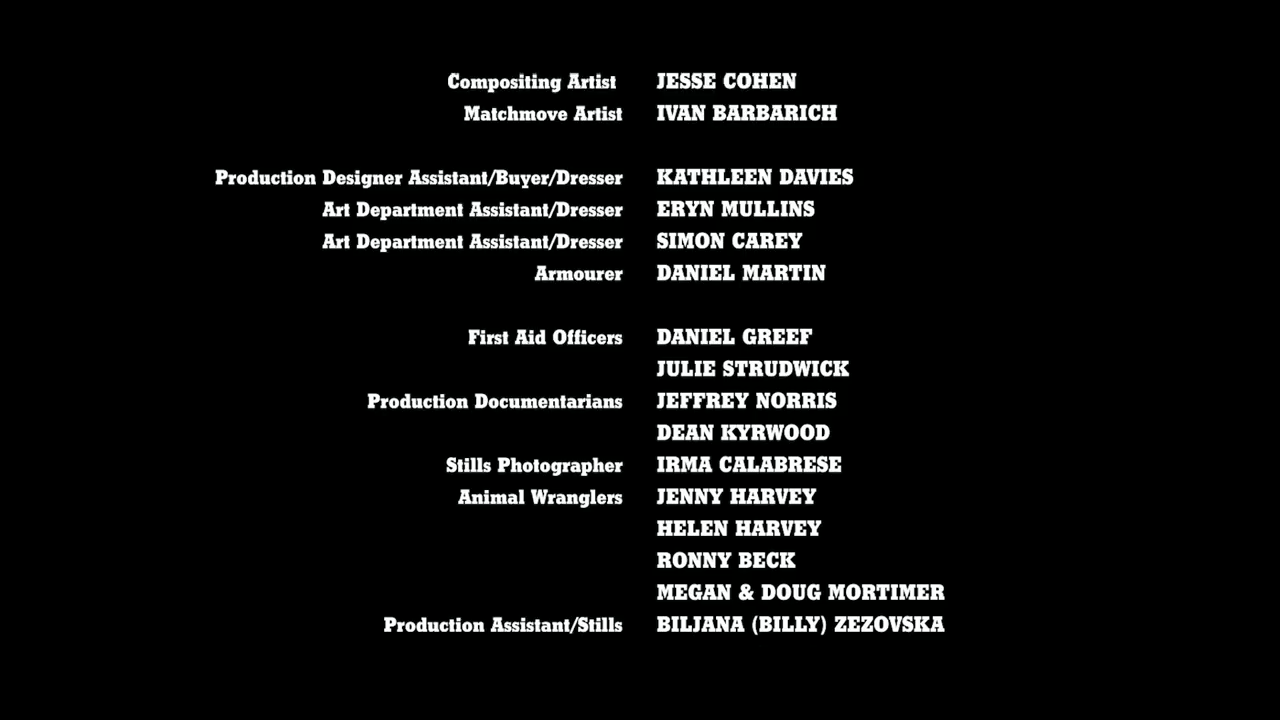 Compositing Artist JESSE COHEN
Matchmove Artist IVAN BARBARICH
Production Designer Assistant/Buyer/Dresser KATHLEEN DAVIES
Art Department Assistant/Dresser ERYN MULLINS
Art Department Assistant/Dresser SIMON CAREY
Armourer DANIEL MARTIN
First Aid Officers DANIEL GREEF
JULIE STRUDWICK
Production Documentarians JEFFREY NORRIS
DEAN KYRWOOD
Stills Photographer IRMA CALABRESE
Animal Wranglers JENNY HARVEY
HELEN HARVEY
RONNY BECK
MEGAN & DOUG MORTIMER
Production Assistant/Stills BILJANA (BILLY) ZEZOVSKA